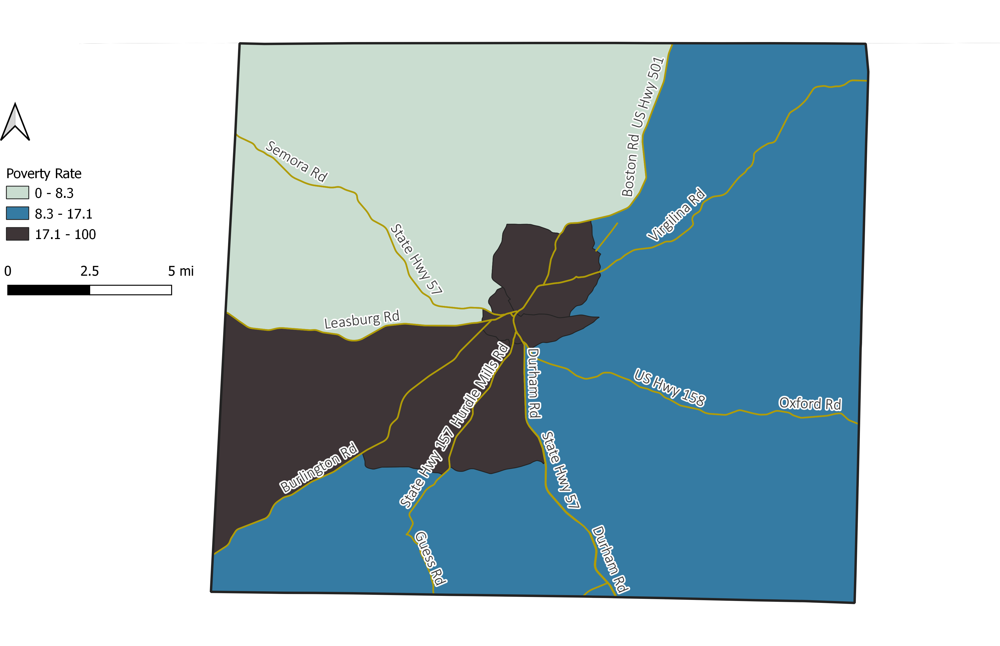 Poverty Rate
0 - 8.3
8.3 - 17.1
17.1 - 100
0 2.5 5 mi
Boston Rd US Hwy 501
Semora Rd
State Hwy 57
Virgilina Rd
Leasburg Rd
Durham Rd
US Hwy 158
Oxford Rd
State Hwy 157 Hurdle Mills Rd
Burlington Rd
State Hwy 57
Guess Rd
Durham Rd